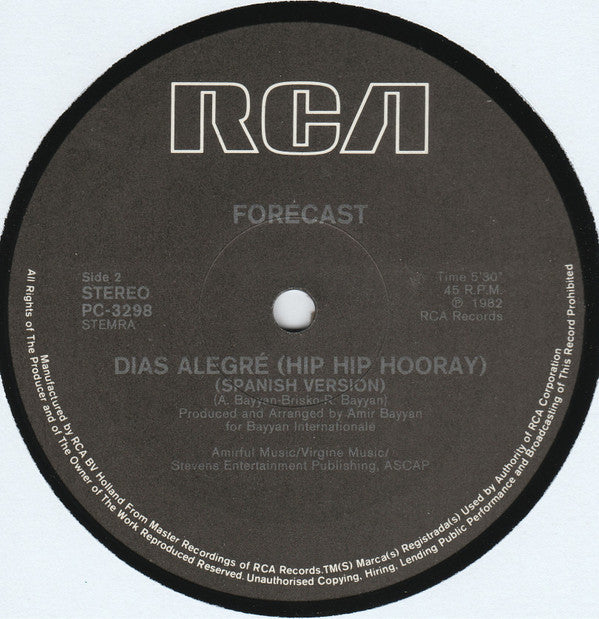 RCA
FORECAST
Side 2
STEREO
PC-3298
STEMRA
Time 5'30"
45 R.P.M.
℗ 1982
RCA Records
DIAS ALEGRÉ (HIP HIP HOORAY)
(SPANISH VERSION)
(A. Bayyan-Brisko-R. Bayyan)
Produced and Arranged by Amir Bayyan
for Bayyan Internationale
Amirful Music/Virgine Music/
Stevens Entertainment Publishing, ASCAP
Manufactured by RCA BV Holland From Master Recordings of RCA Records.TM(S) Marca(s) Registrada(s) Used by Authority of RCA Corporation
All Rights of The Producer and of The Owner of The Work Reproduced Reserved. Unauthorised Copying, Hiring, Lending Public Performance and Broadcasting of This Record Prohibited